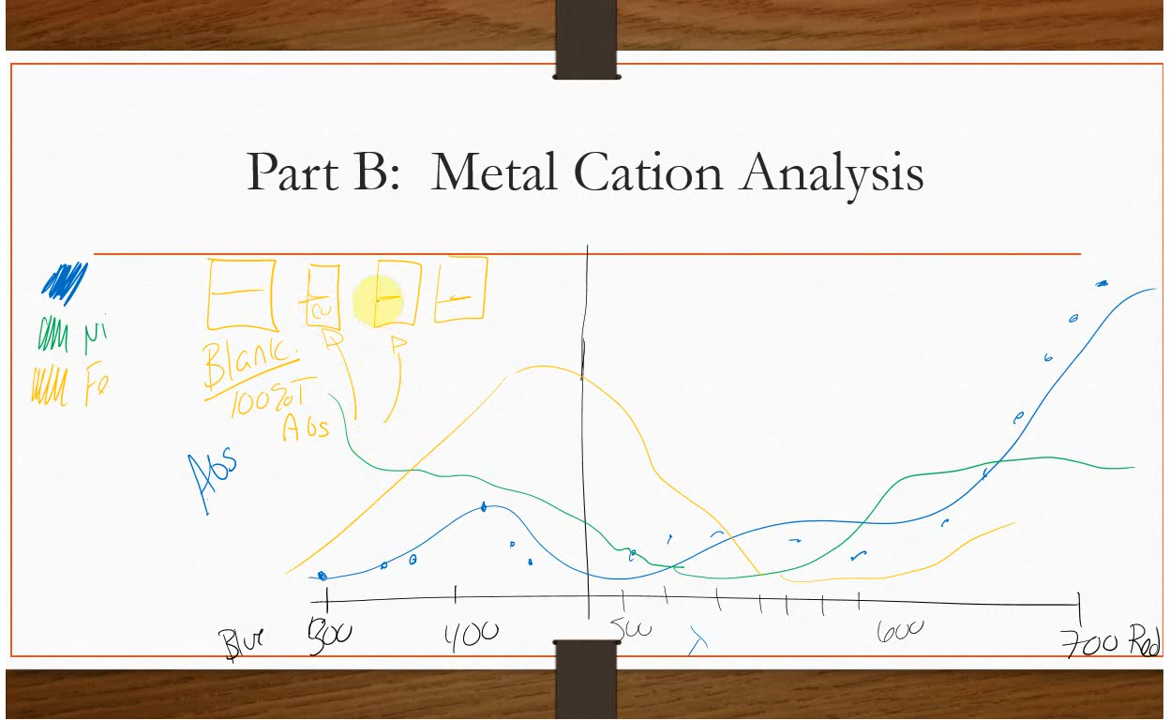 Part B: Metal Cation Analysis
Ni
Fe
Blank.
100%T
Abs
Abs
Blue 300 400 500 λ 600 700 Red